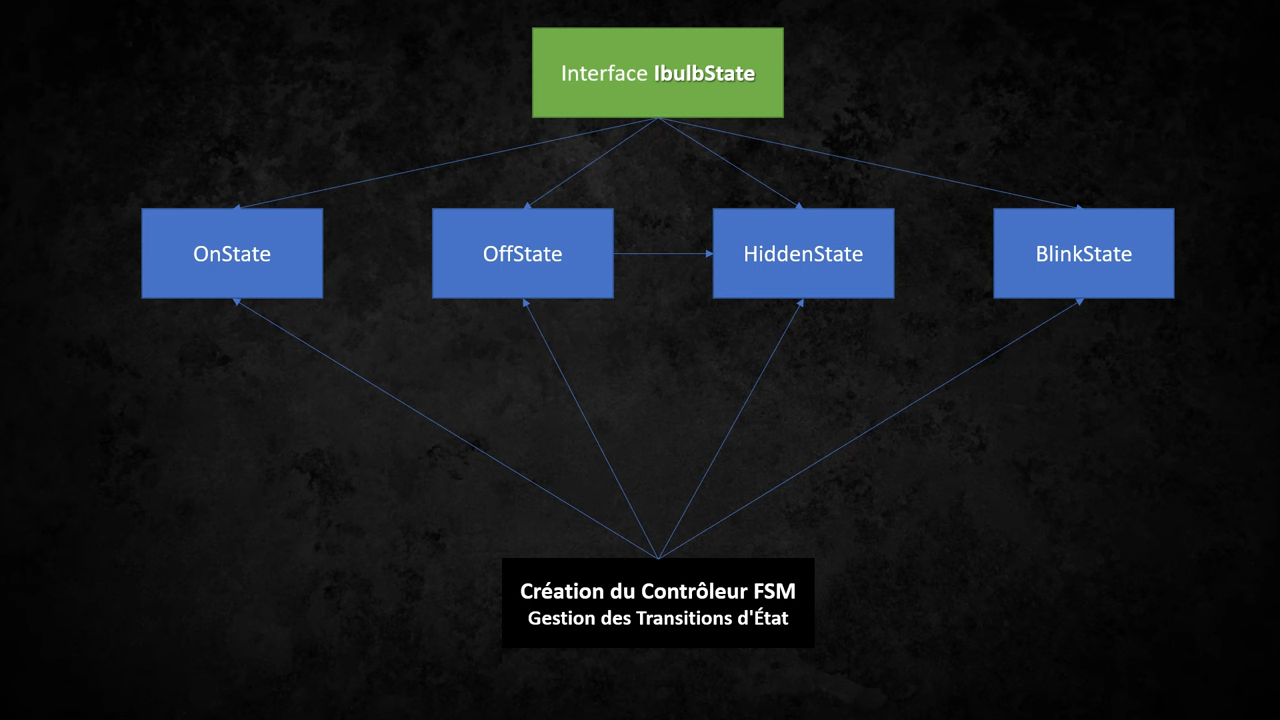 Interface IbulbState
OnState
OffState
HiddenState
BlinkState
Création du Contrôleur FSM
Gestion des Transitions d'État